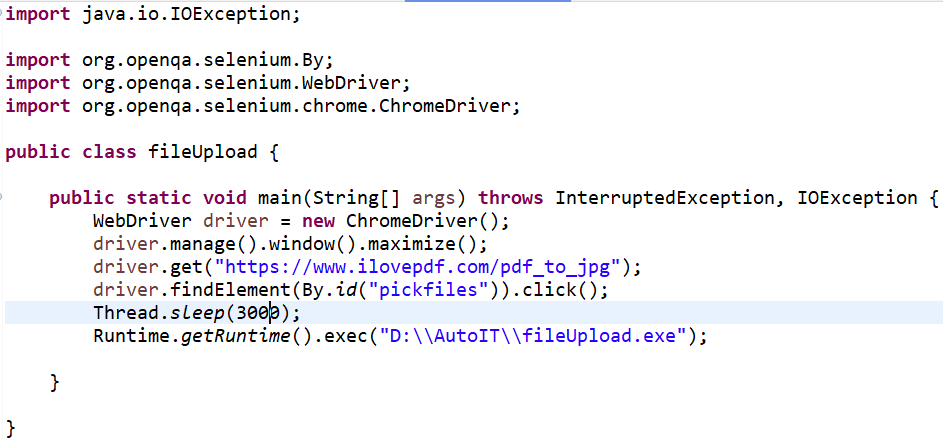 import java.io.IOException;
import org.openqa.selenium.By;
import org.openqa.selenium.WebDriver;
import org.openqa.selenium.chrome.ChromeDriver;
public class fileUpload {
public static void main(String[] args) throws InterruptedException, IOException {
WebDriver driver = new ChromeDriver();
driver.manage().window().maximize();
driver.get("https://www.ilovepdf.com/pdf_to_jpg");
driver.findElement(By.id("pickfiles")).click();
Thread.sleep(3000);
Runtime.getRuntime().exec("D:\\AutoIT\\fileUpload.exe");
}
}